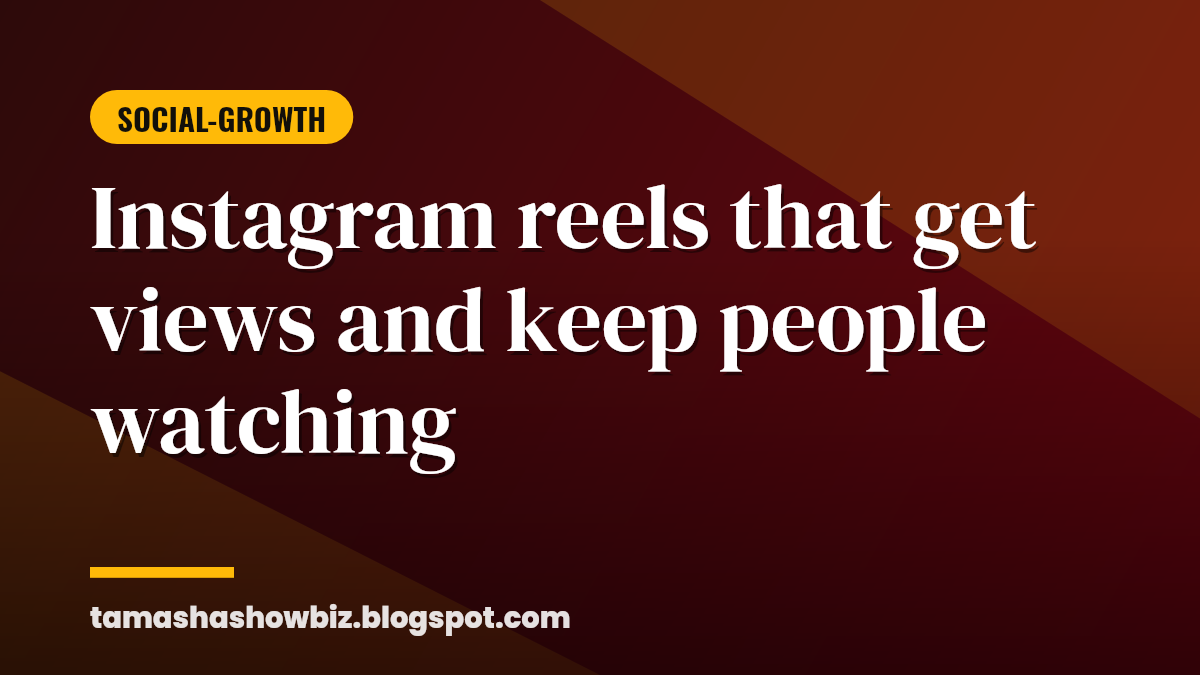 SOCIAL-GROWTH
Instagram reels that get
views and keep people
watching
tamashashowbiz.blogspot.com